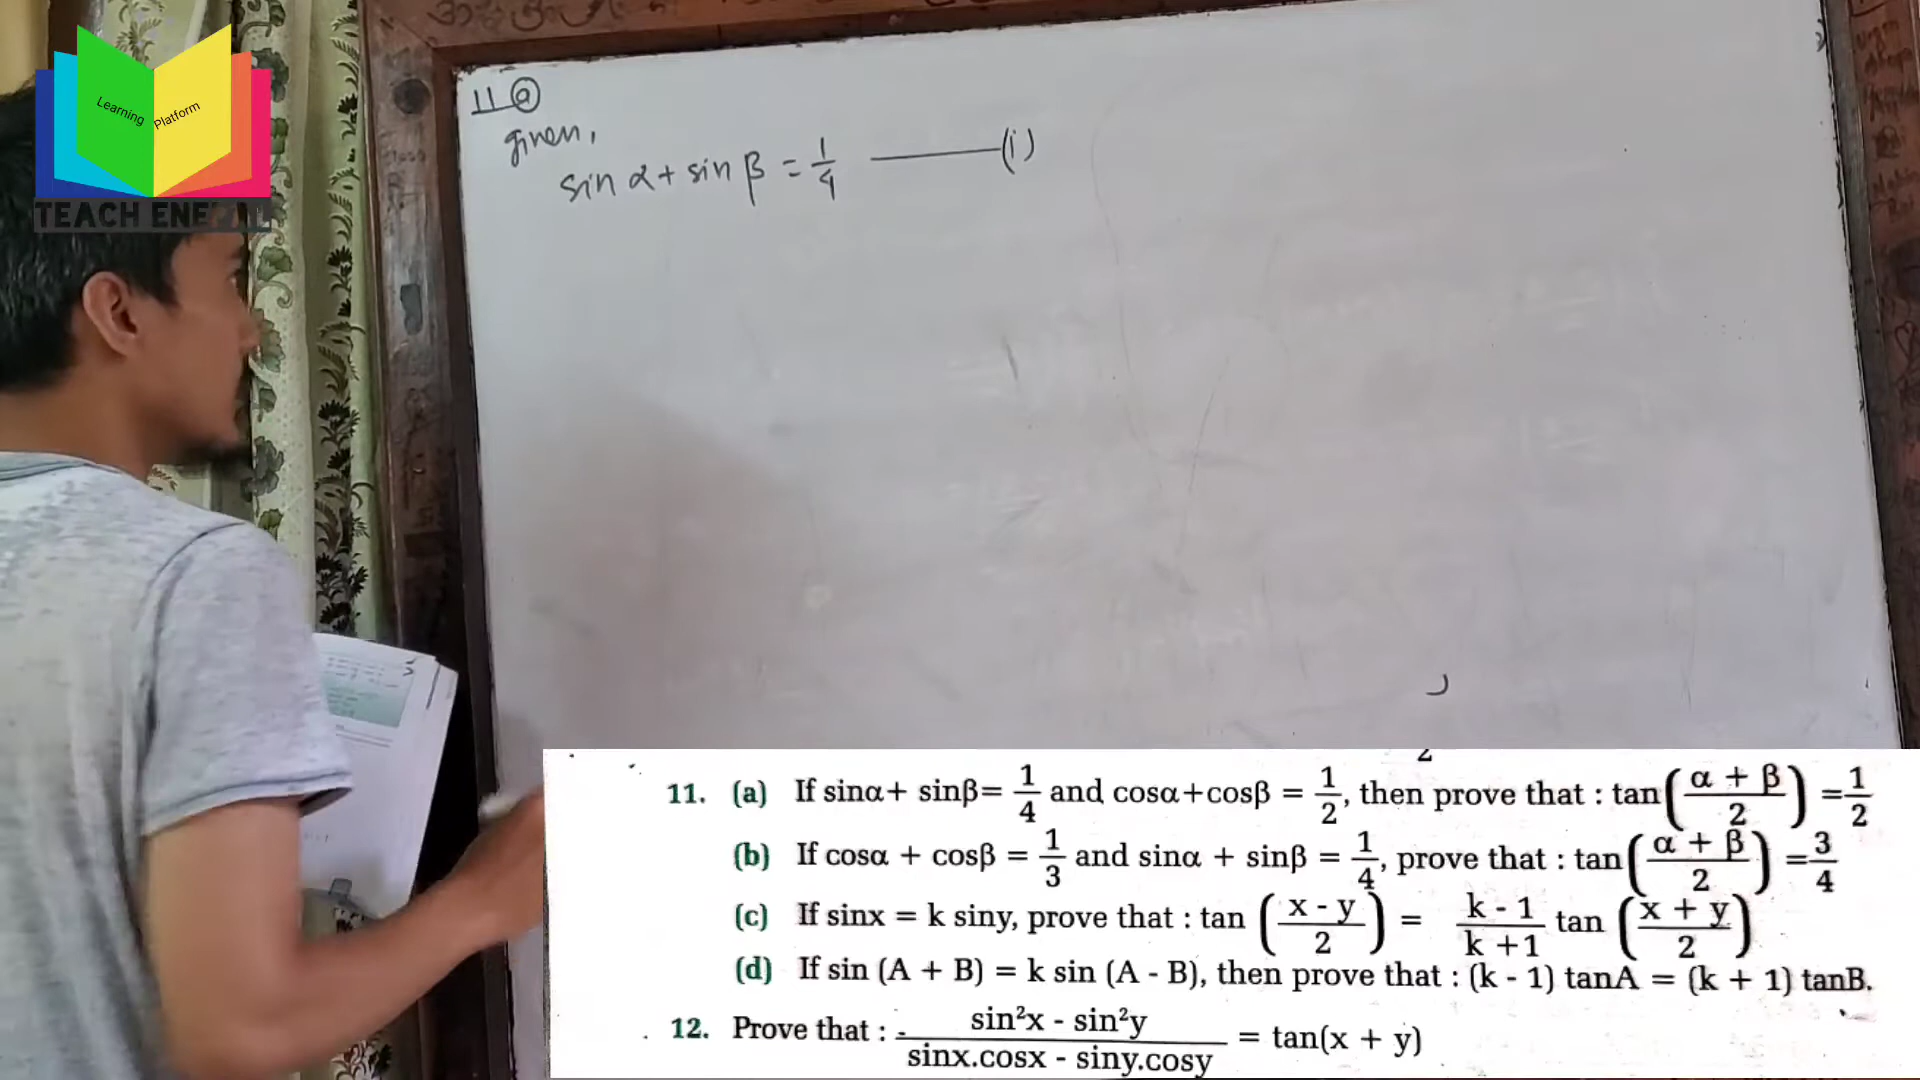 Learning Platform
TEACH ENEPAL
11 (a)
given,
sin α + sin β = 1/4 ———(i)
11. (a) If sinα+ sinβ= 1/4 and cosα+cosβ = 1/2, then prove that : tan((α + β)/2) =1/2
(b) If cosα + cosβ = 1/3 and sinα + sinβ = 1/4, prove that : tan((α + β)/2) =3/4
(c) If sinx = k siny, prove that : tan ((x - y)/2) = (k - 1)/(k +1) tan ((x + y)/2)
(d) If sin (A + B) = k sin (A - B), then prove that : (k - 1) tanA = (k + 1) tanB.
12. Prove that : (sin²x - sin²y)/(sinx.cosx - siny.cosy) = tan(x + y)